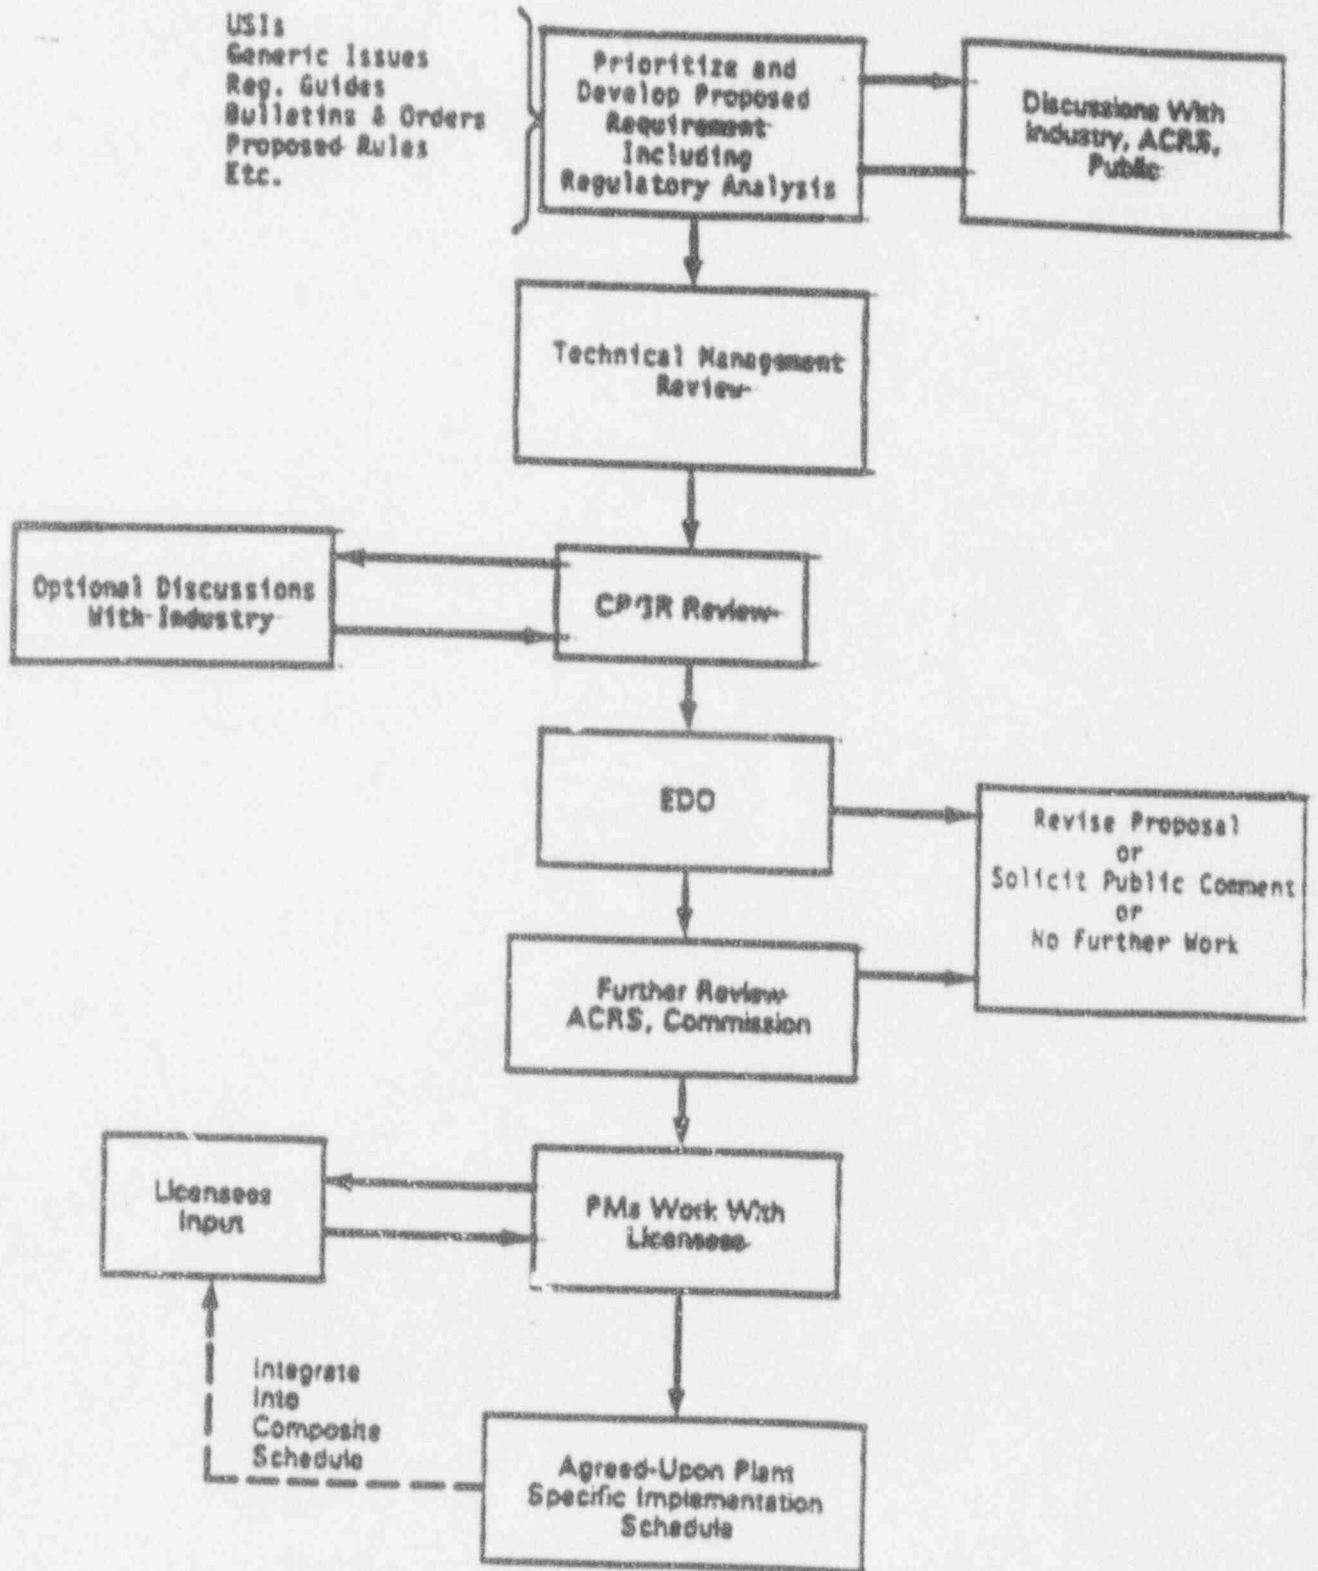 USIs
Generic Issues
Reg. Guides
Bulletins & Orders
Proposed Rules
Etc.
Prioritize and
Develop Proposed
Requirement
Including
Regulatory Analysis
Discussions With
Industry, ACRS,
Public
Technical Management
Review
Optional Discussions
With Industry
Review
EDO
Revise Proposal
or
Solicit Public Comment
or
No Further Work
Further Review
ACRS, Commission
Licensees
Input
PMs Work With
Licensees
Integrate
Into
Composite
Schedule
Agreed-Upon Plant
Specific Implementation
Schedule